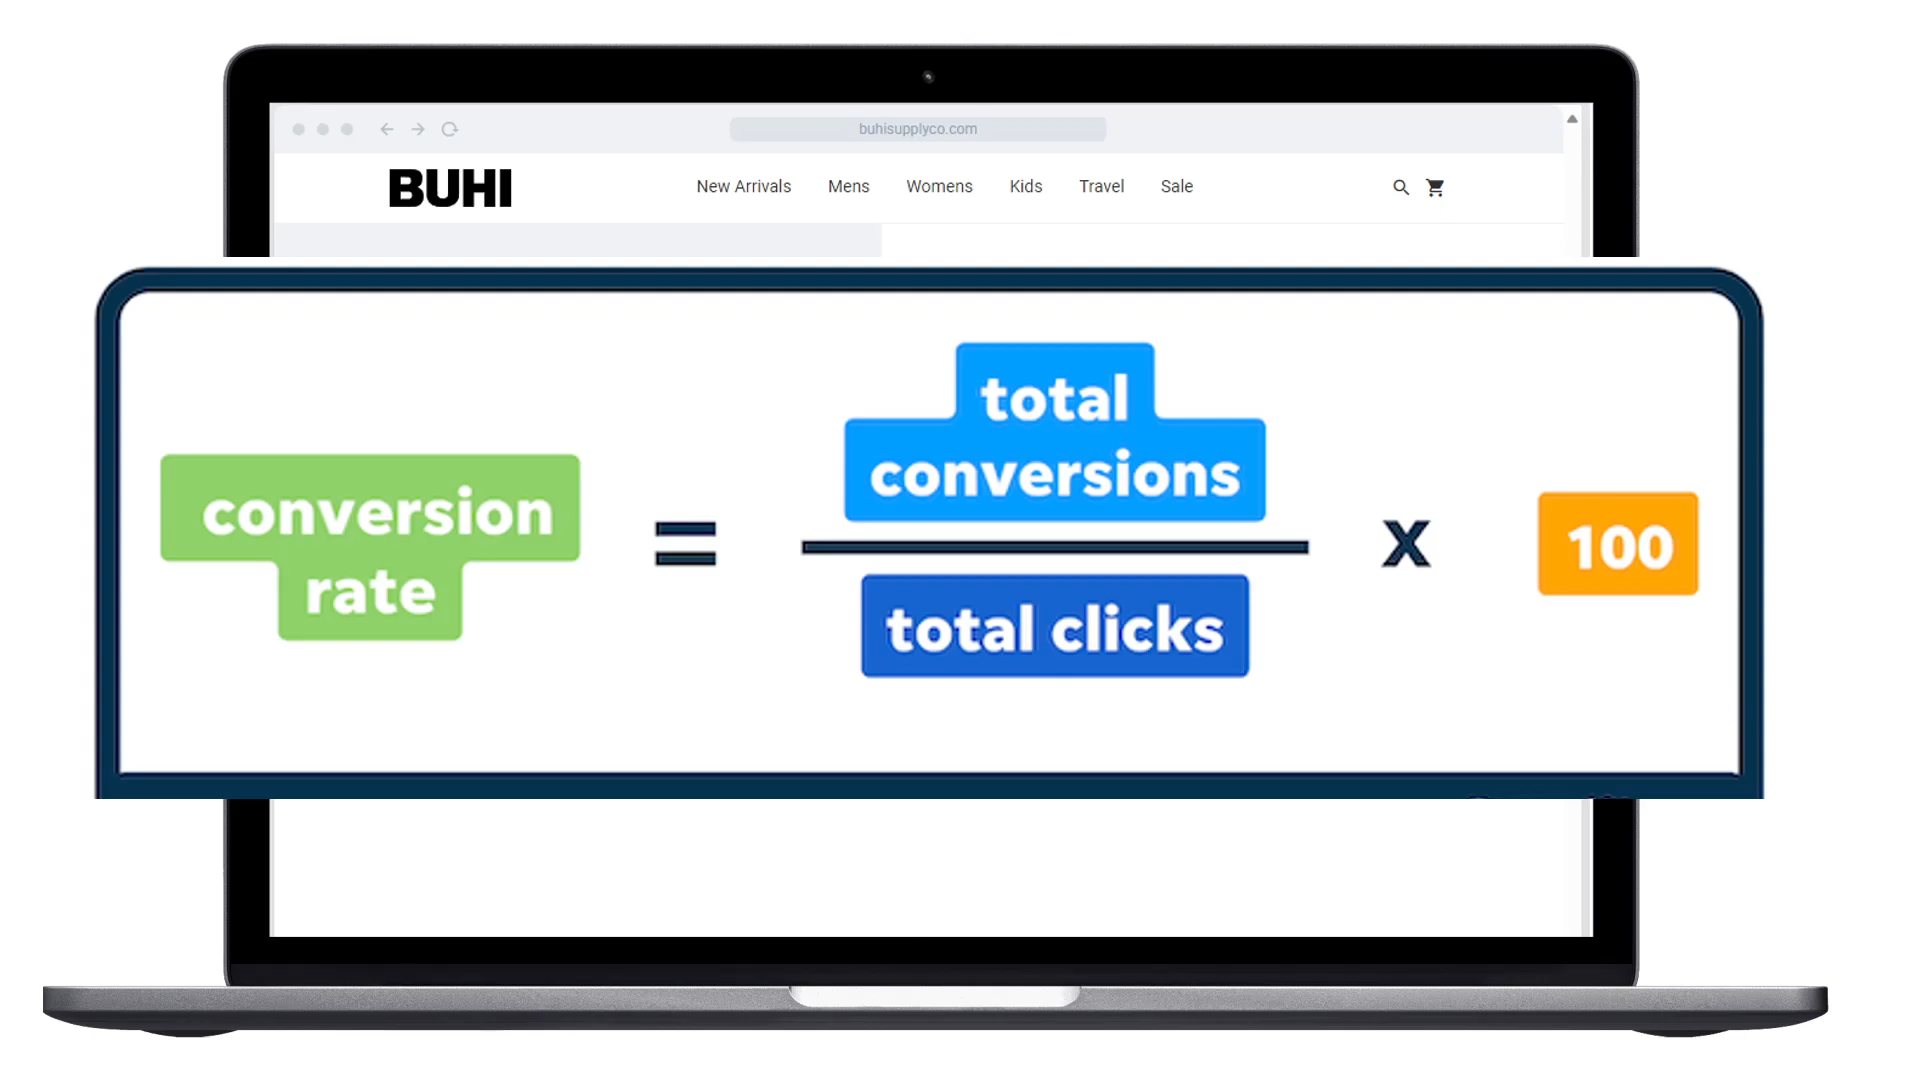 buhisupplyco.com
BUHI
New Arrivals Mens Womens Kids Travel Sale
total
conversions
conversion
rate
=
x
100
total clicks